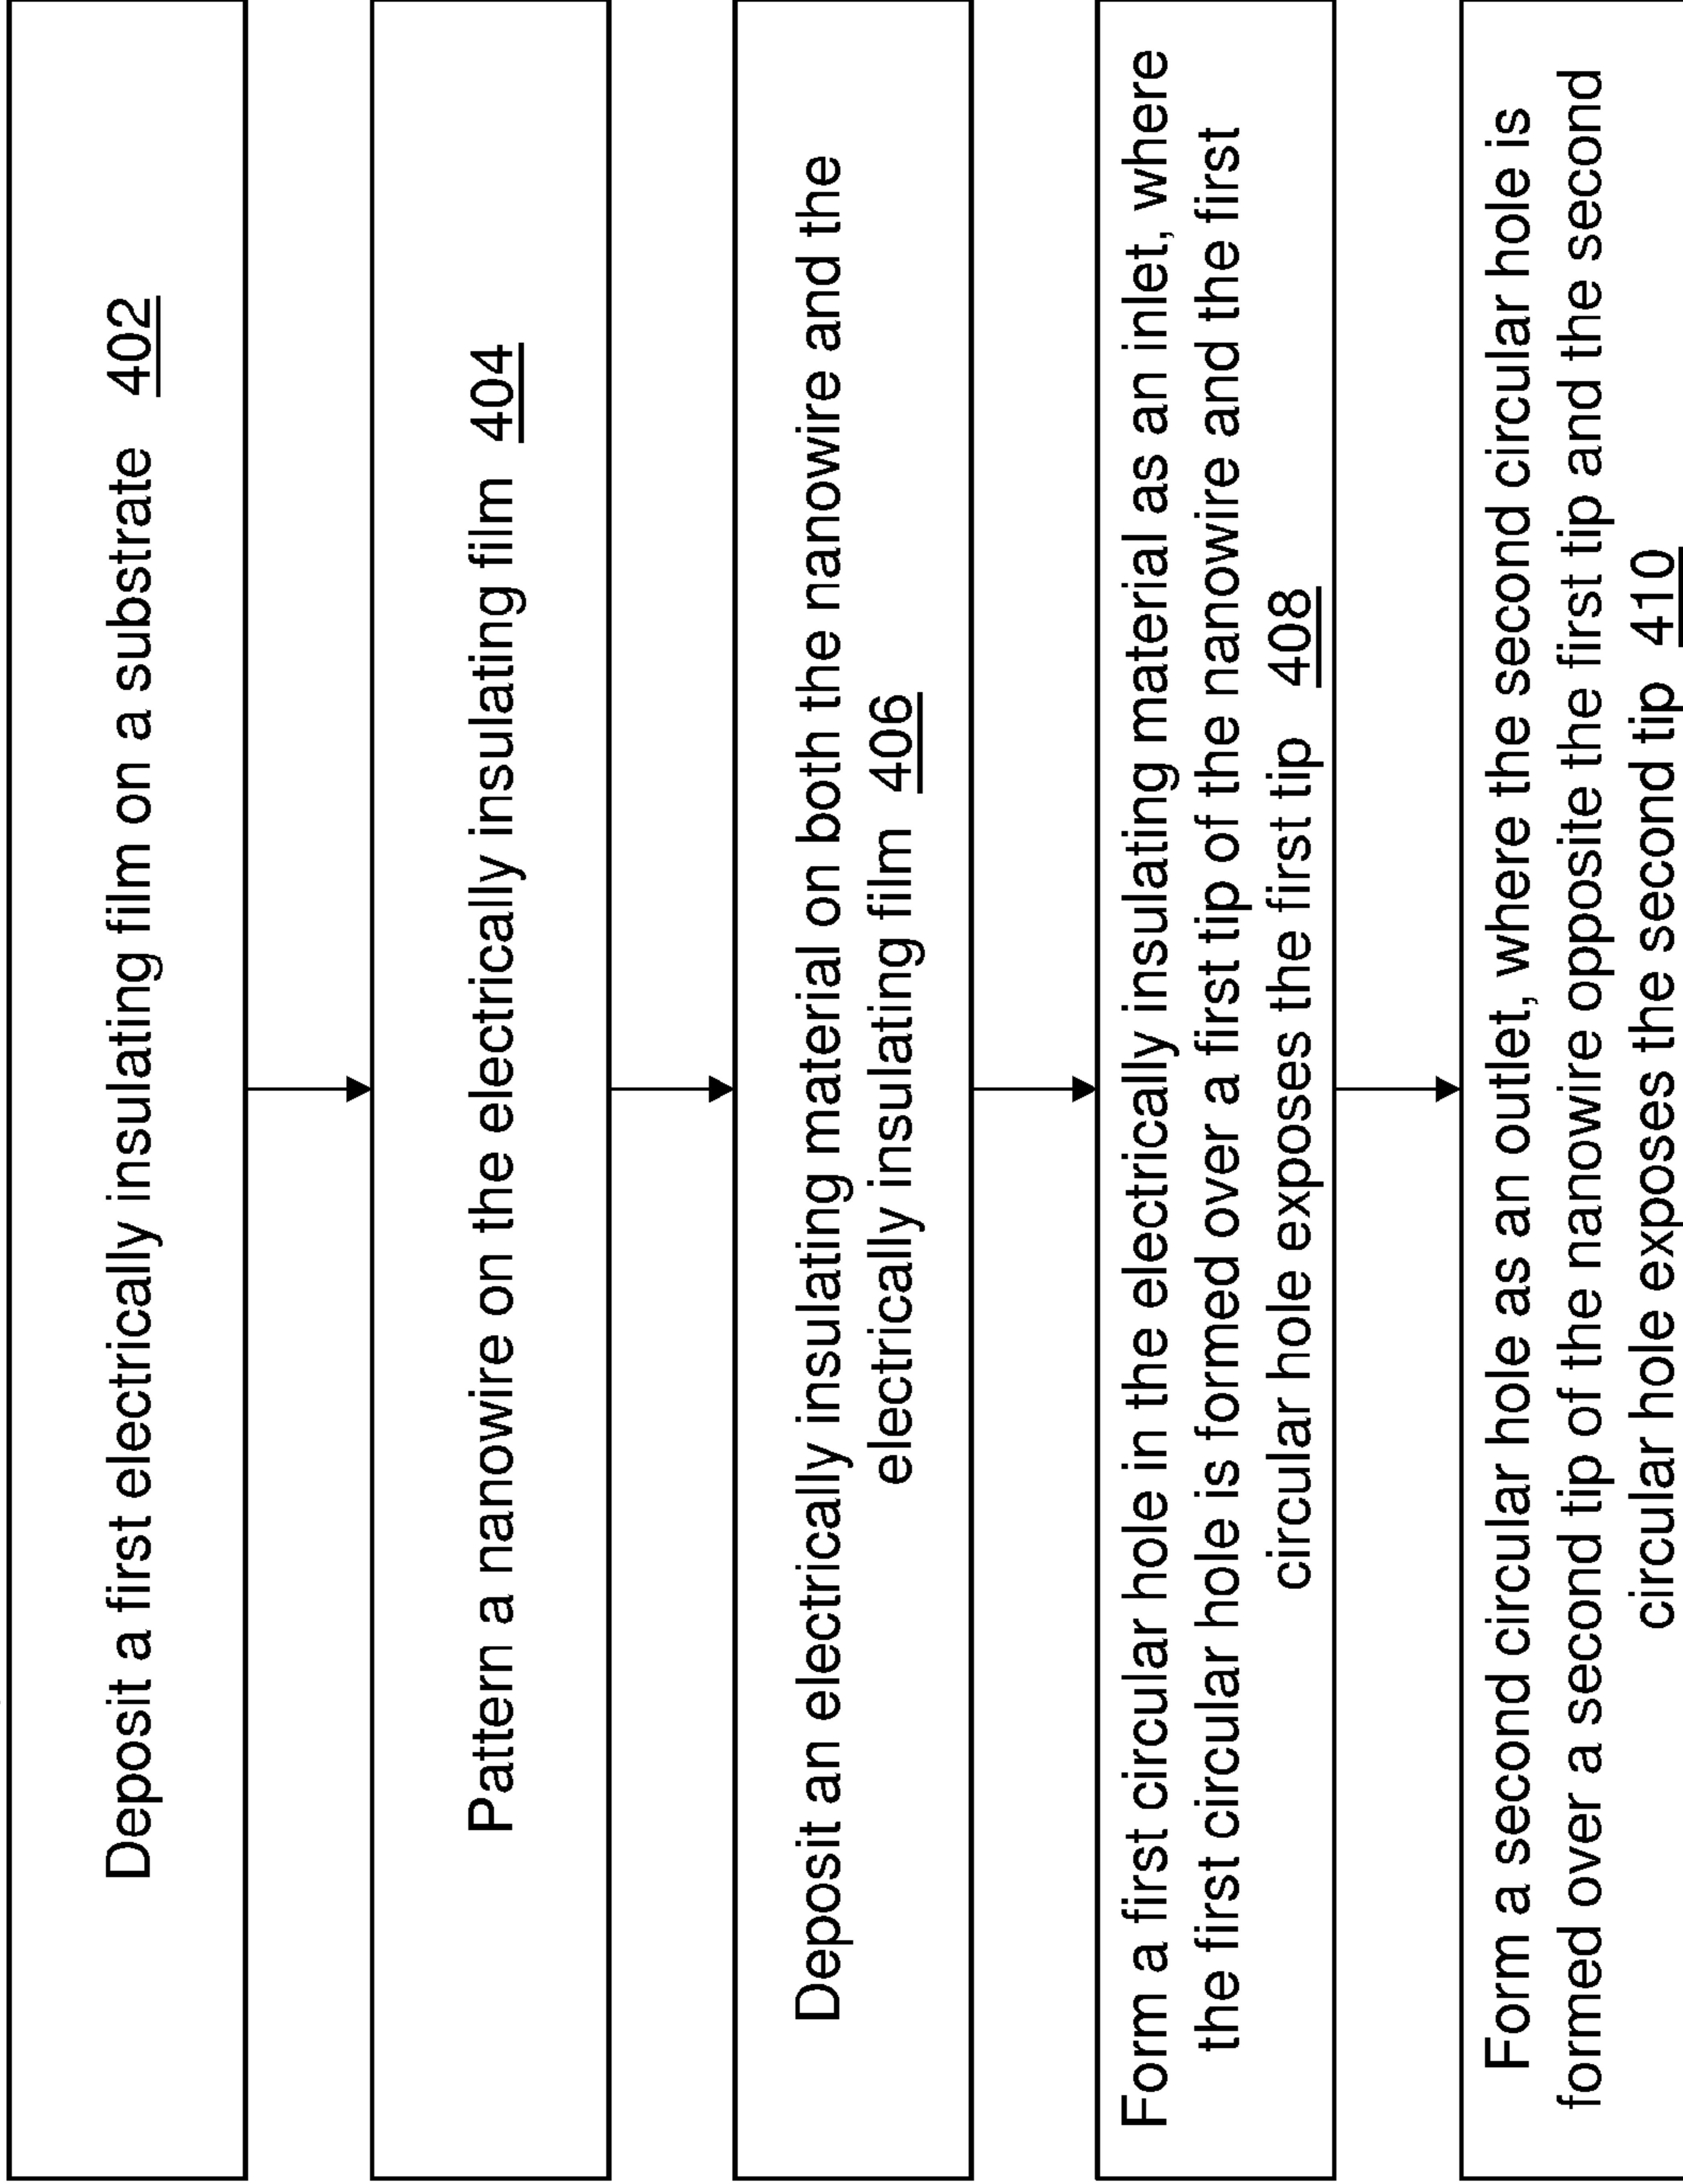 Deposit a first electrically insulating film on a substrate 402
Pattern a nanowire on the electrically insulating film 404
Deposit an electrically insulating material on both the nanowire and the
electrically insulating film 406
Form a first circular hole in the electrically insulating material as an inlet, where
the first circular hole is formed over a first tip of the nanowire and the first
circular hole exposes the first tip 408
Form a second circular hole as an outlet, where the second circular hole is
formed over a second tip of the nanowire opposite the first tip and the second
circular hole exposes the second tip 410